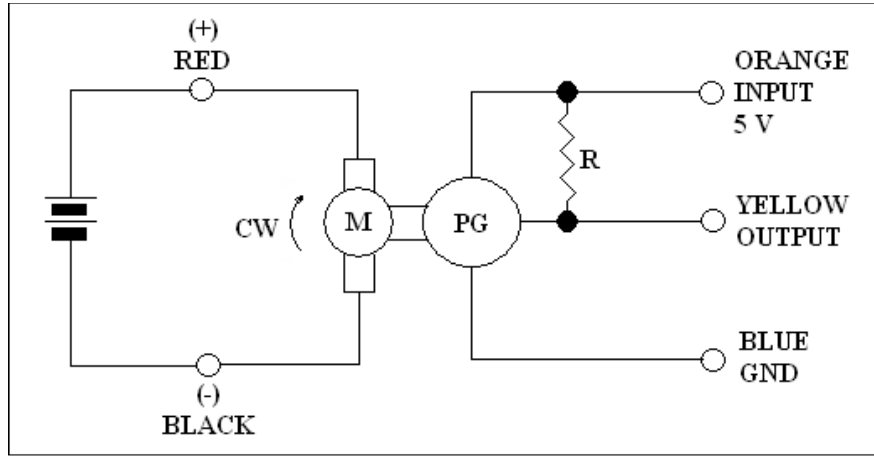 (+)
RED
ORANGE
INPUT
5 V
R
CW
M
PG
YELLOW
OUTPUT
BLUE
GND
(-)
BLACK